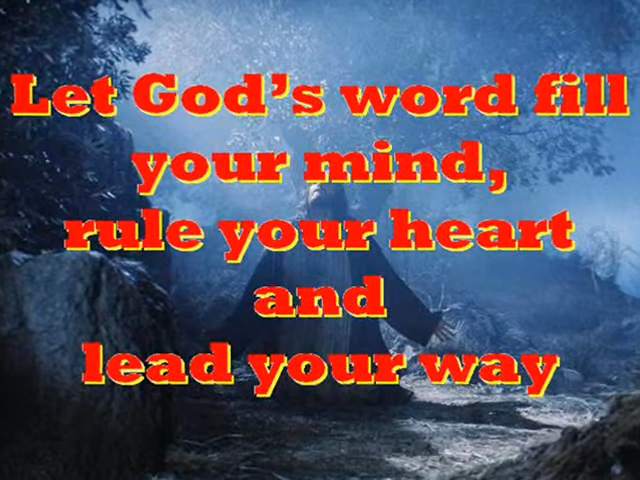 Let God’s word fill
your mind,
rule your heart
and
lead your way